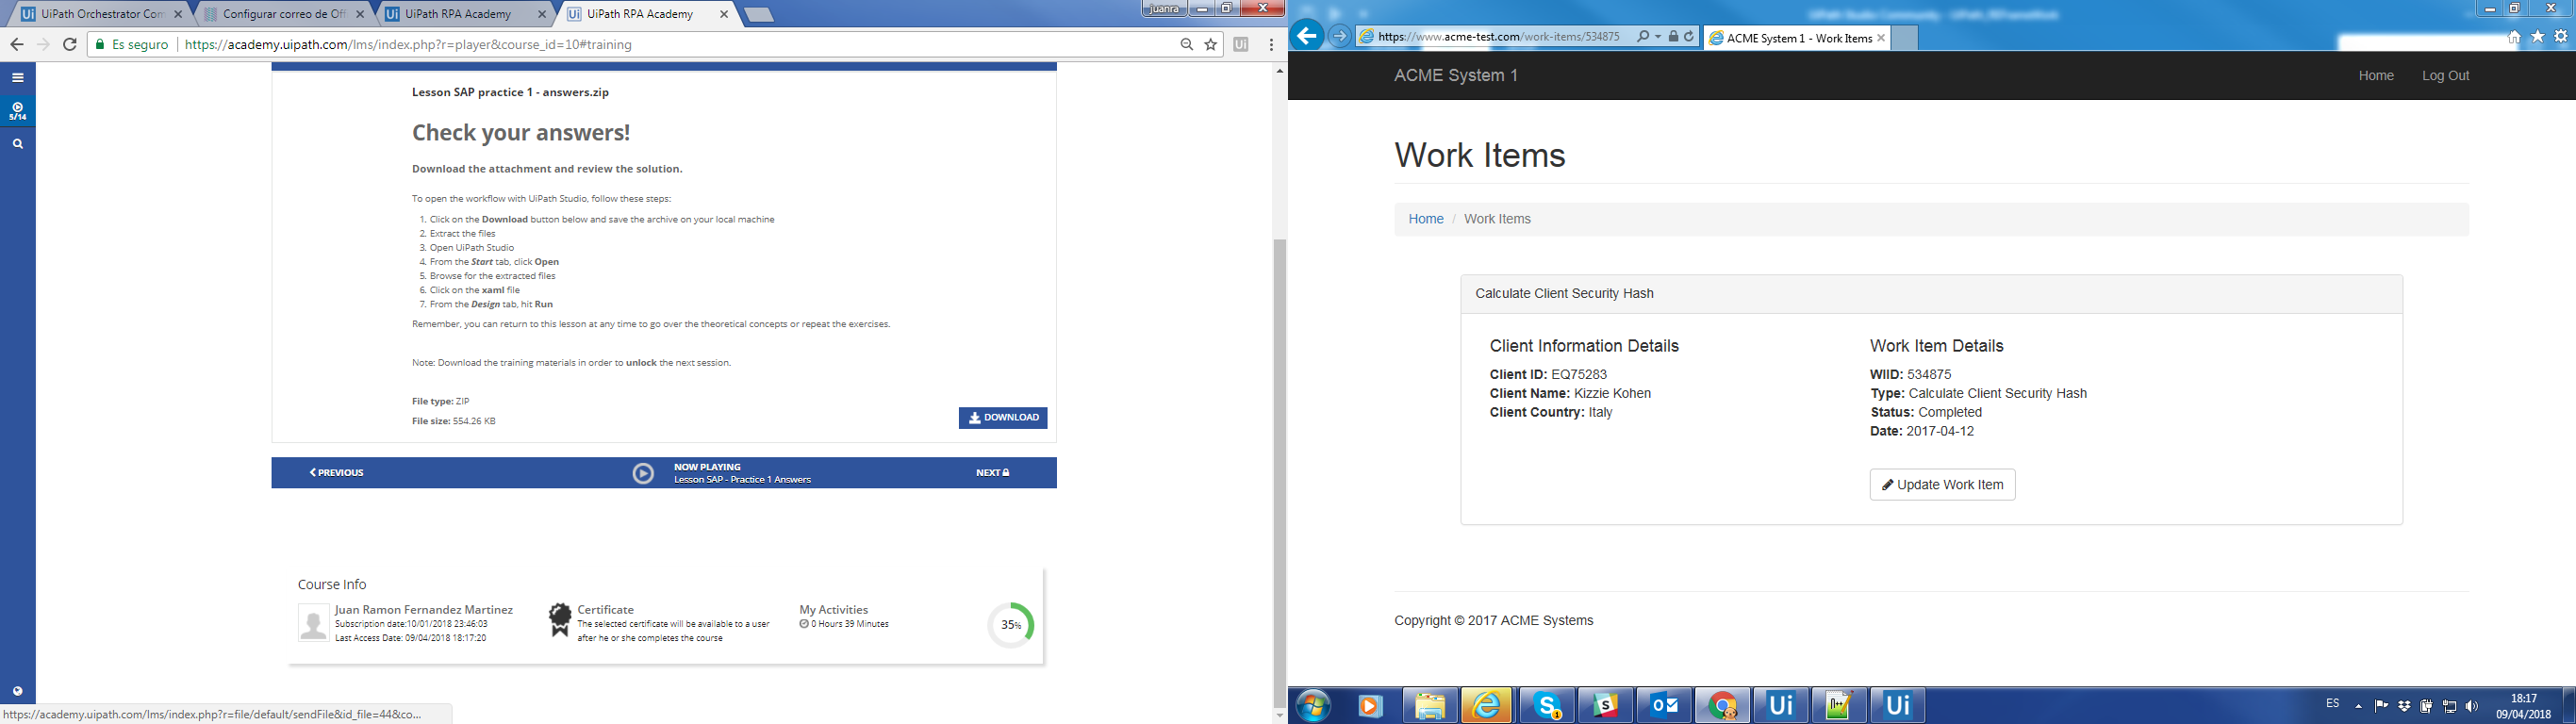 UiPath Orchestrator Com
Configurar correo de Off
UiPath RPA Academy
UiPath RPA Academy
juanra
Es seguro
https://academy.uipath.com/lms/index.php?r=player&course_id=10#training
5/14
Lesson SAP practice 1 - answers.zip
Check your answers!
Download the attachment and review the solution.
To open the workflow with UiPath Studio, follow these steps:
1. Click on the Download button below and save the archive on your local machine
2. Extract the files
3. Open UiPath Studio
4. From the Start tab, click Open
5. Browse for the extracted files
6. Click on the xaml file
7. From the Design tab, hit Run
Remember, you can return to this lesson at any time to go over the theoretical concepts or repeat the exercises.
Note: Download the training materials in order to unlock the next session.
File type: ZIP
File size: 554.26 KB
DOWNLOAD
PREVIOUS
NOW PLAYING
Lesson SAP - Practice 1 Answers
NEXT
Course Info
Juan Ramon Fernandez Martinez
Subscription date:10/01/2018 23:46:03
Last Access Date: 09/04/2018 18:17:20
Certificate
The selected certificate will be available to a user
after he or she completes the course
My Activities
0 Hours 39 Minutes
35%
https://academy.uipath.com/lms/index.php?r=file/default/sendFile&id_file=44&co...
https://www.acme-test.com/work-items/534875
ACME System 1 - Work Items
ACME System 1
Home
Log Out
Work Items
Home / Work Items
Calculate Client Security Hash
Client Information Details
Client ID: EQ75283
Client Name: Kizzie Kohen
Client Country: Italy
Work Item Details
WIID: 534875
Type: Calculate Client Security Hash
Status: Completed
Date: 2017-04-12
Update Work Item
Copyright © 2017 ACME Systems
ES
18:17
09/04/2018